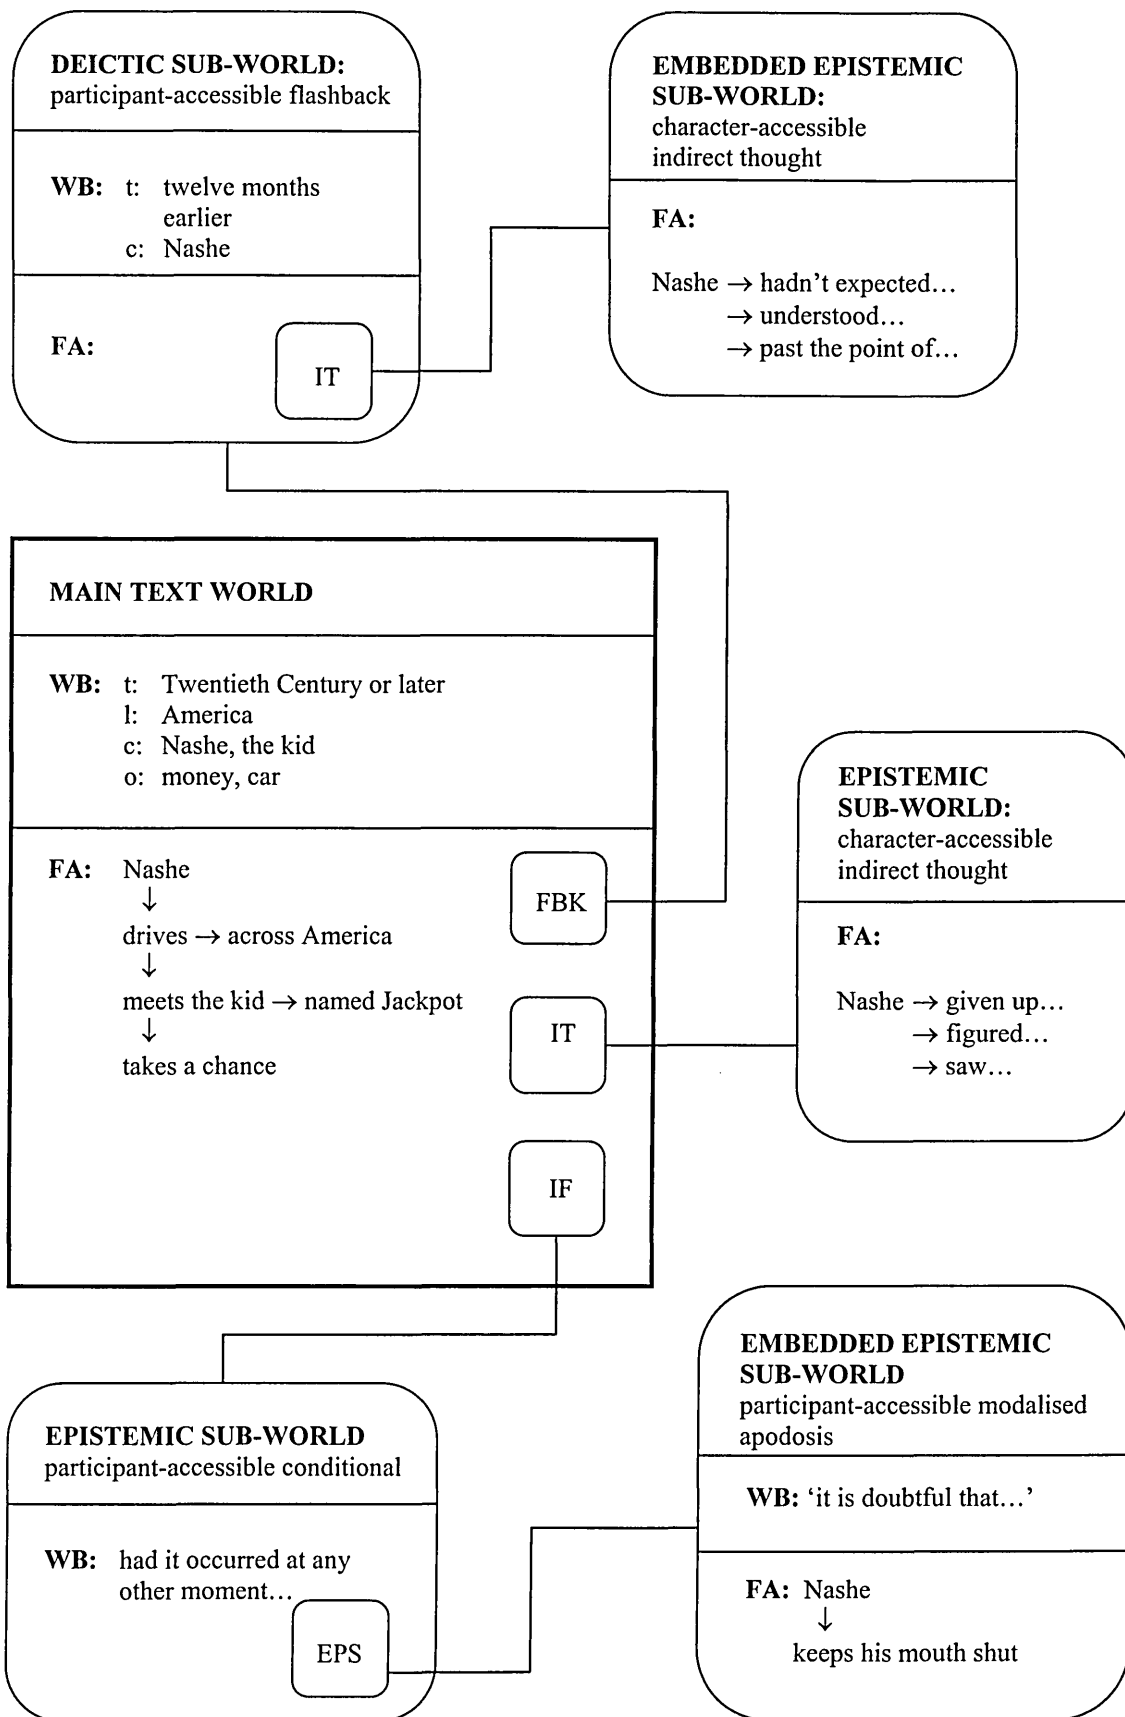 DEICTIC SUB-WORLD:
participant-accessible flashback
WB: t: twelve months
earlier
c: Nashe
FA:
IT
EMBEDDED EPISTEMIC
SUB-WORLD:
character-accessible
indirect thought
FA:
Nashe → hadn't expected…
→ understood…
→ past the point of…
MAIN TEXT WORLD
WB: t: Twentieth Century or later
l: America
c: Nashe, the kid
o: money, car
FA: Nashe
↓
drives → across America
↓
meets the kid → named Jackpot
↓
takes a chance
FBK
IT
IF
EPISTEMIC
SUB-WORLD:
character-accessible
indirect thought
FA:
Nashe → given up…
→ figured…
→ saw…
EPISTEMIC SUB-WORLD
participant-accessible conditional
WB: had it occurred at any
other moment…
EPS
EMBEDDED EPISTEMIC
SUB-WORLD
participant-accessible modalised
apodosis
WB: ‘it is doubtful that…’
FA: Nashe
↓
keeps his mouth shut